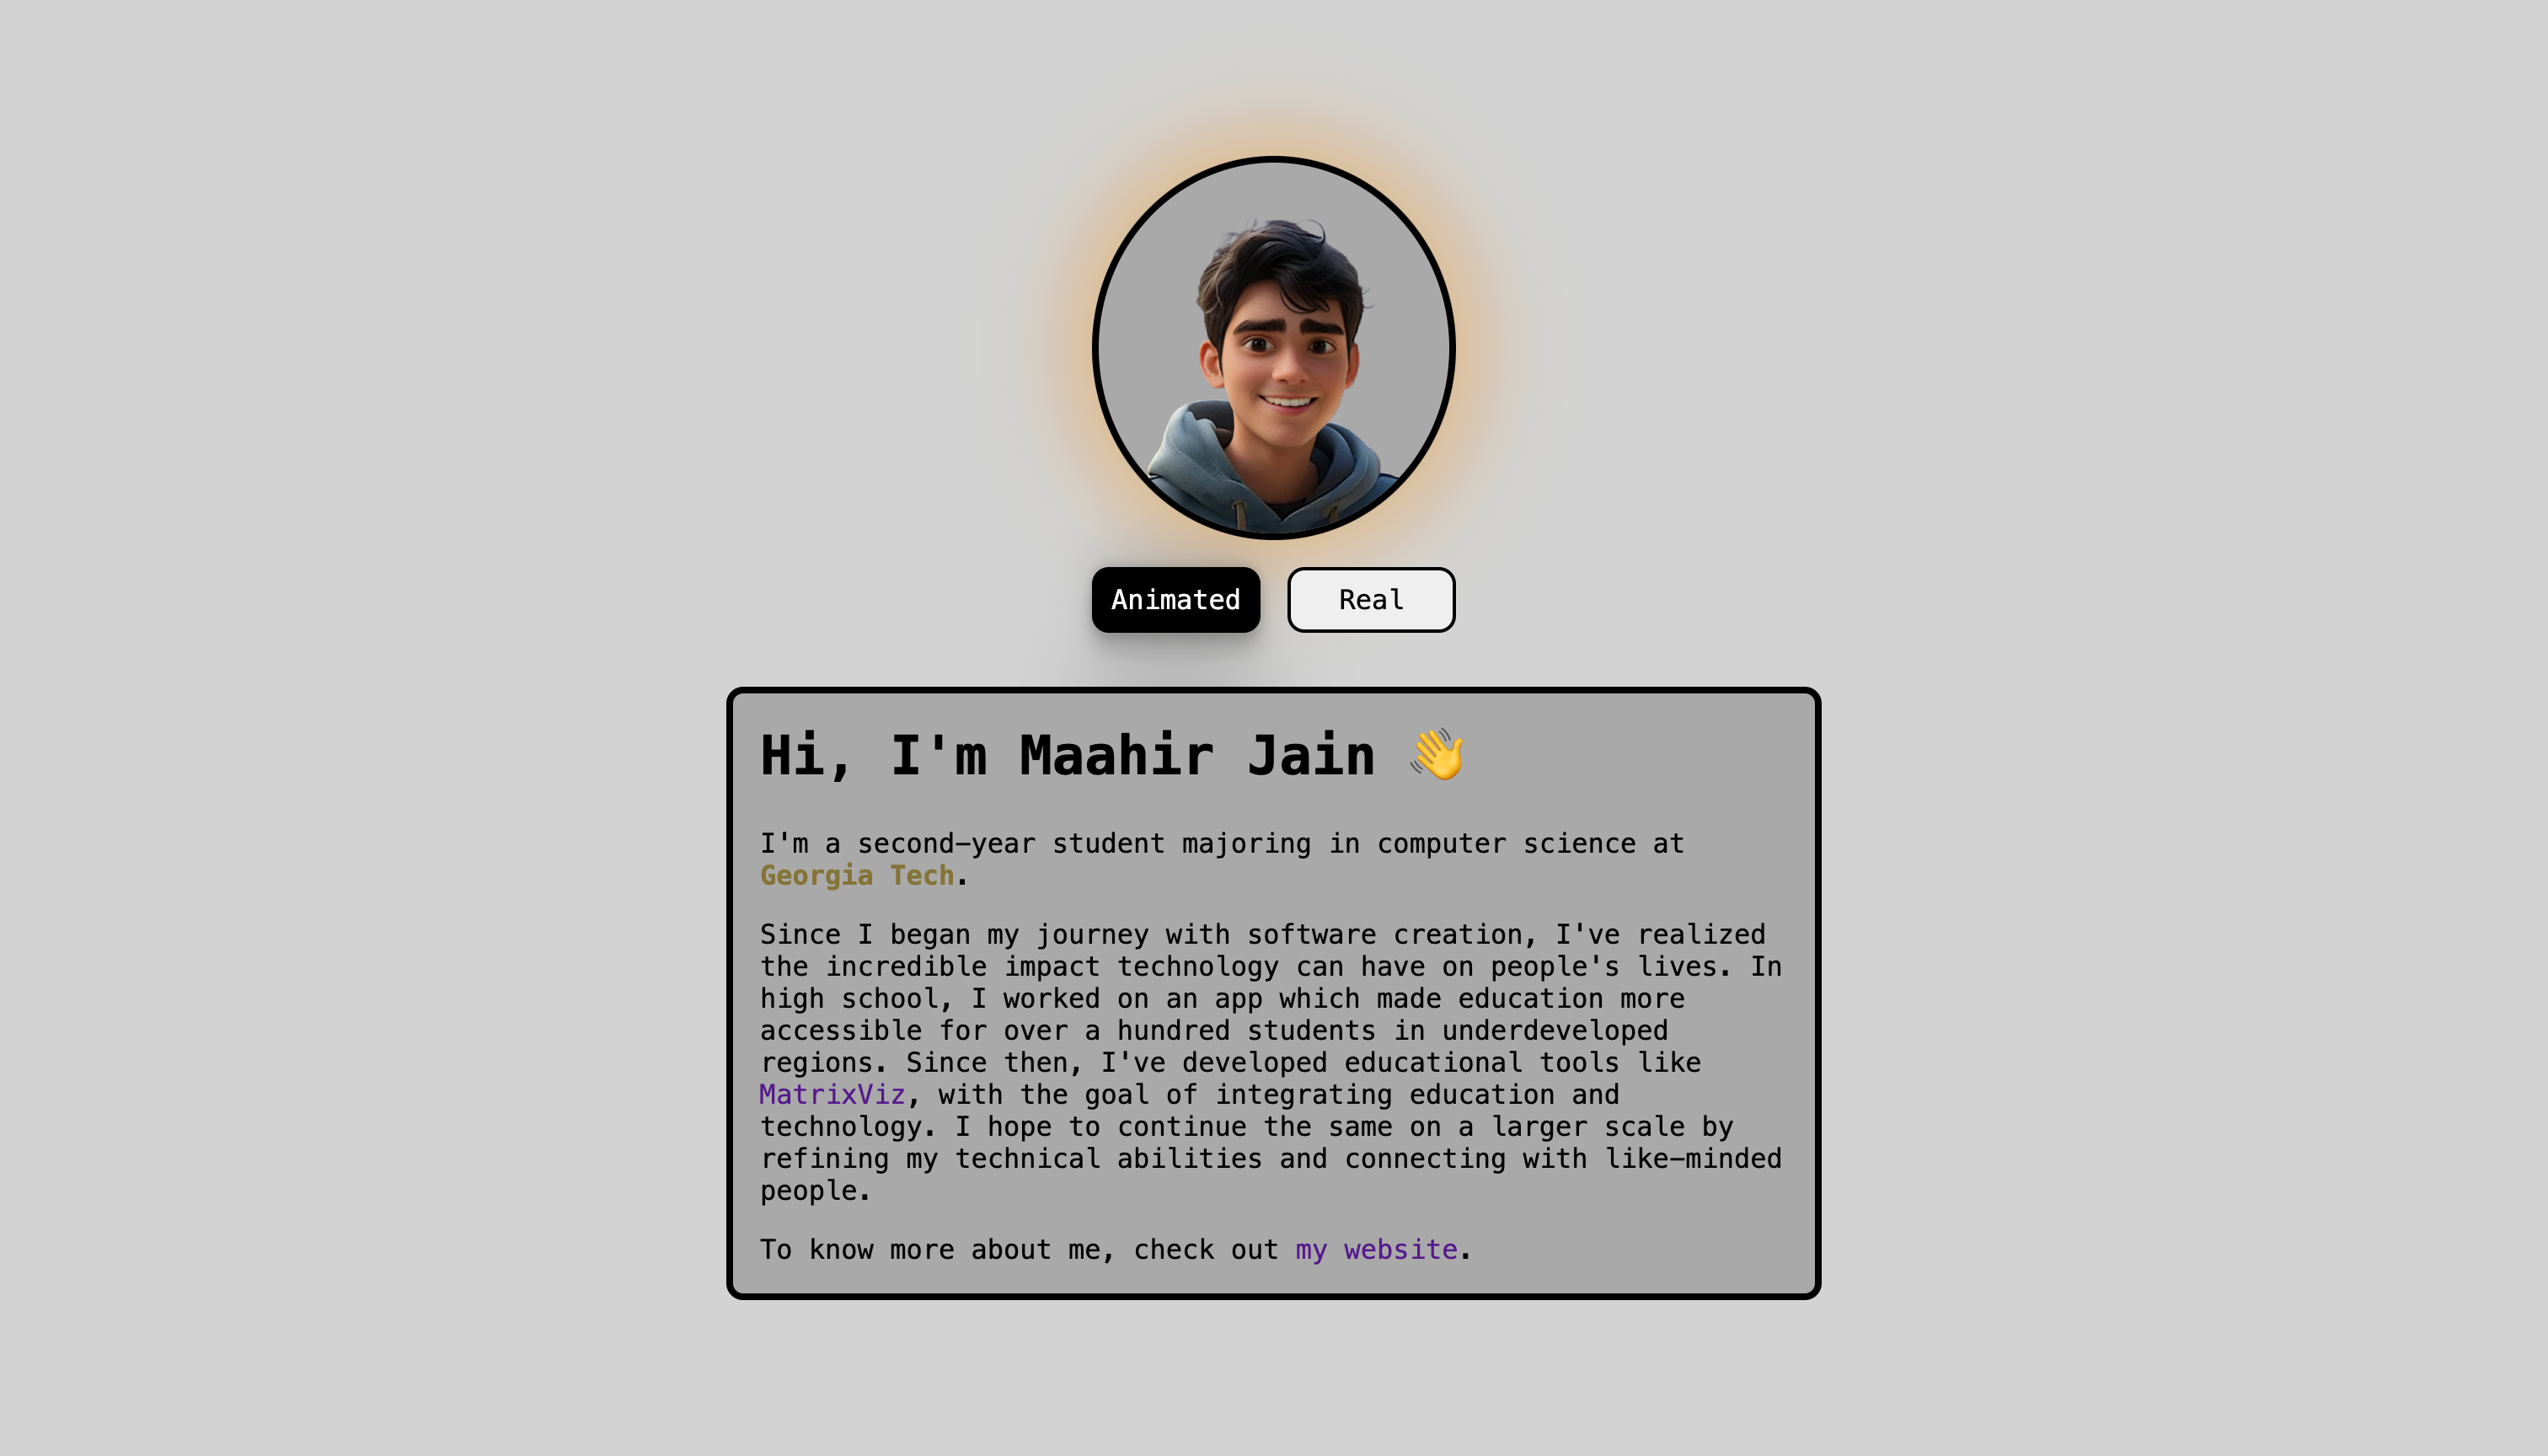 Animated
Real
Hi, I'm Maahir Jain 👋
I'm a second-year student majoring in computer science at
Georgia Tech.
Since I began my journey with software creation, I've realized
the incredible impact technology can have on people's lives. In
high school, I worked on an app which made education more
accessible for over a hundred students in underdeveloped
regions. Since then, I've developed educational tools like
MatrixViz, with the goal of integrating education and
technology. I hope to continue the same on a larger scale by
refining my technical abilities and connecting with like-minded
people.
To know more about me, check out my website.